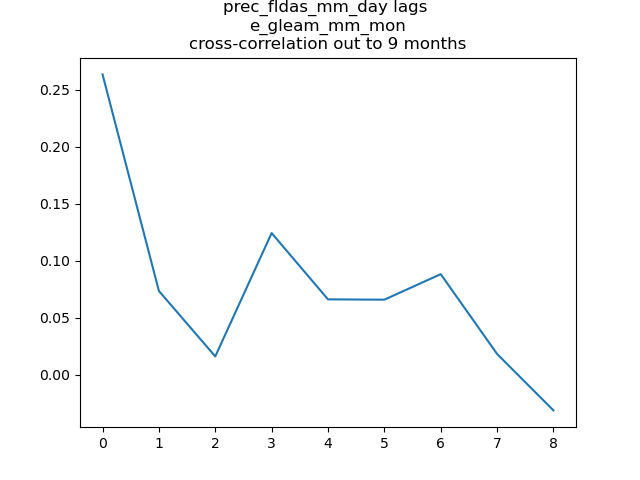 prec_fldas_mm_day lags
e_gleam_mm_mon
cross-correlation out to 9 months
0.25
0.20
0.15
0.10
0.05
0.00
0 1 2 3 4 5 6 7 8